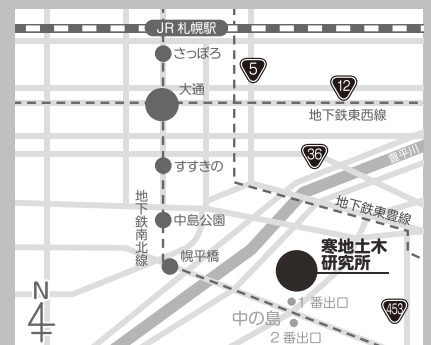 JR 札幌駅
さっぽろ
5
大通
12
地下鉄東西線
36
豊平川
すすきの
地下鉄東豊線
地下鉄南北線
中島公園
寒地土木
研究所
幌平橋
N
1 番出口
453
中の島
2 番出口